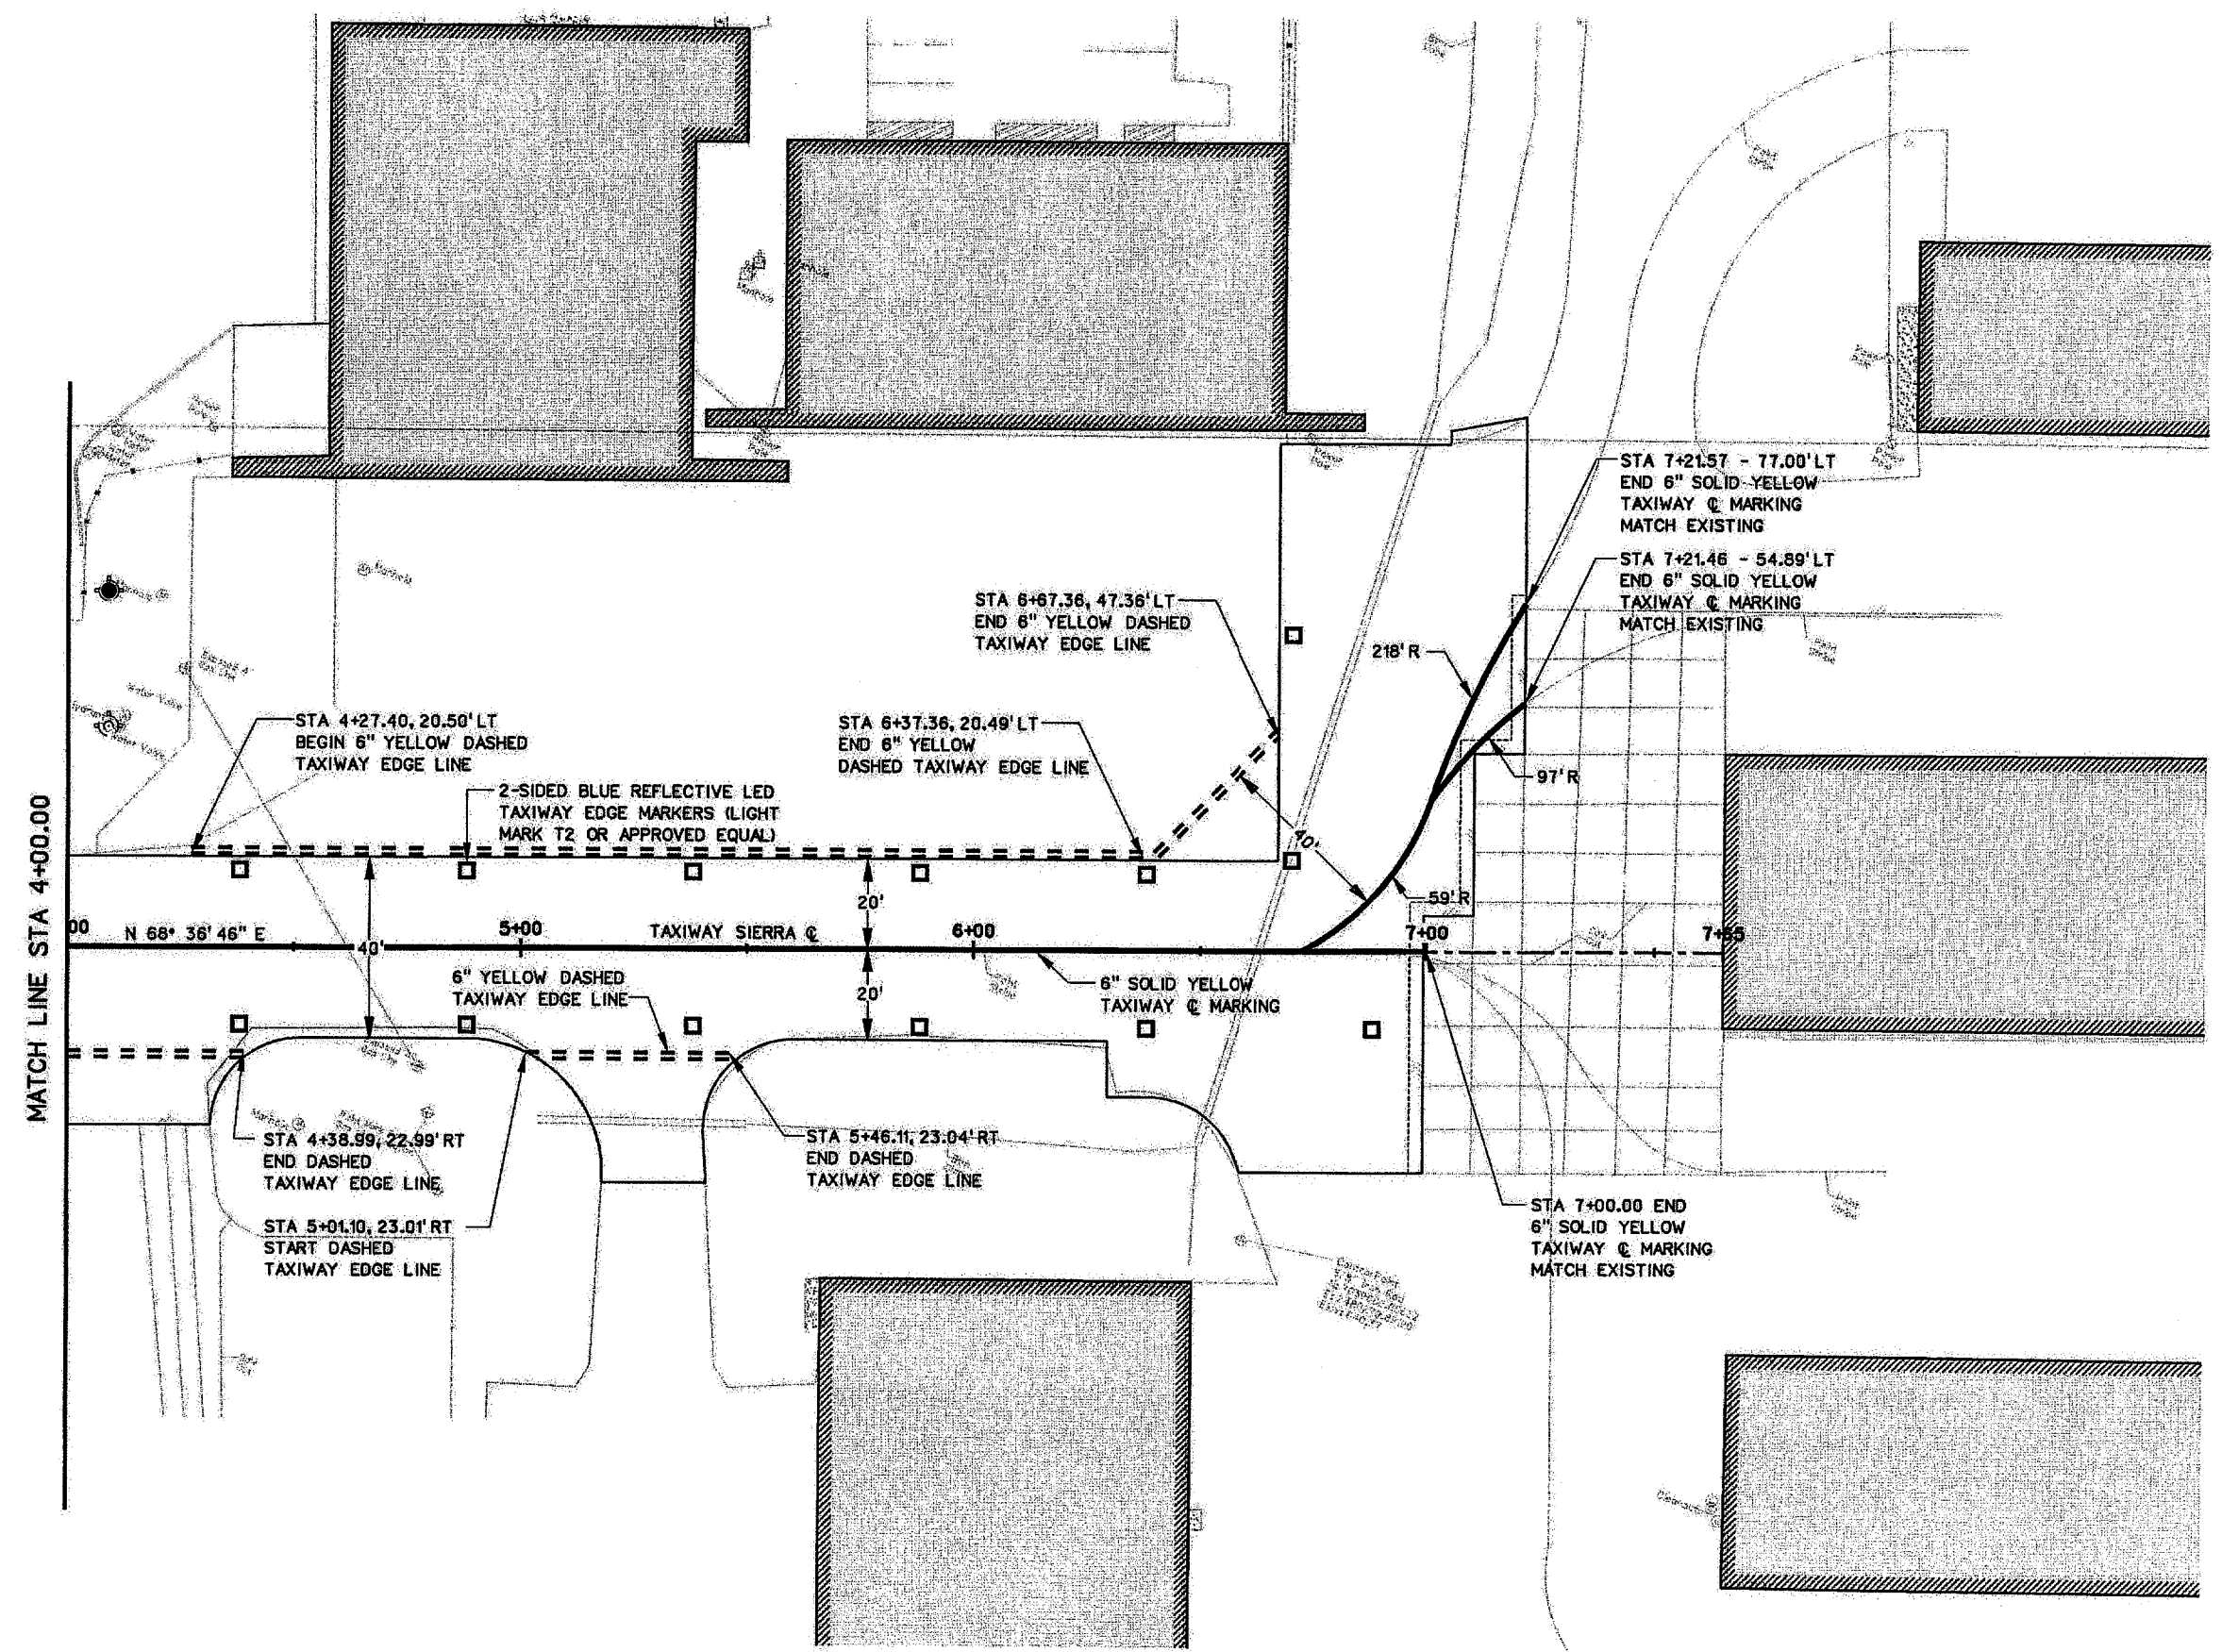 STA 7+21.57 - 77.00' LT
END 6" SOLID YELLOW
TAXIWAY ℄ MARKING
MATCH EXISTING
STA 7+21.46 - 54.89' LT
END 6" SOLID YELLOW
TAXIWAY ℄ MARKING
MATCH EXISTING
STA 6+67.36, 47.36' LT
END 6" YELLOW DASHED
TAXIWAY EDGE LINE
218' R
STA 4+27.40, 20.50' LT
BEGIN 6" YELLOW DASHED
TAXIWAY EDGE LINE
STA 6+37.36, 20.49' LT
END 6" YELLOW
DASHED TAXIWAY EDGE LINE
97' R
2-SIDED BLUE REFLECTIVE LED
TAXIWAY EDGE MARKERS (LIGHT
MARK T2 OR APPROVED EQUAL)
40'
59' R
20'
MATCH LINE STA 4+00.00
00
N 68° 36' 46" E
40'
5+00
TAXIWAY SIERRA ℄
6+00
7+00
7+65
6" YELLOW DASHED
TAXIWAY EDGE LINE
20'
6" SOLID YELLOW
TAXIWAY ℄ MARKING
STA 4+38.99, 22.99' RT
END DASHED
TAXIWAY EDGE LINE
STA 5+46.11, 23.04' RT
END DASHED
TAXIWAY EDGE LINE
STA 5+01.10, 23.01' RT
START DASHED
TAXIWAY EDGE LINE
STA 7+00.00 END
6" SOLID YELLOW
TAXIWAY ℄ MARKING
MATCH EXISTING